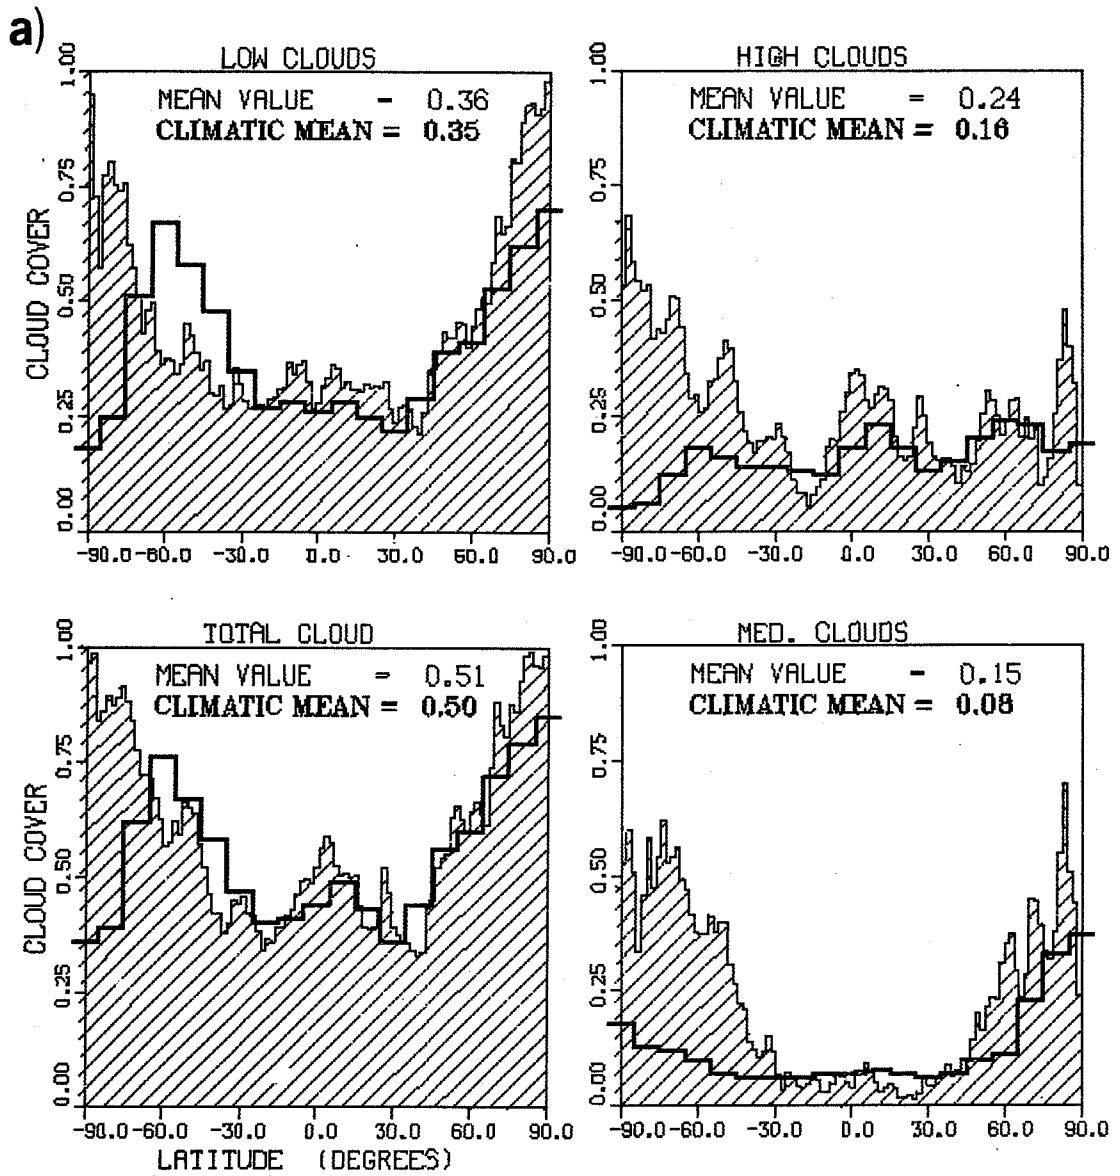 a)
LOW CLOUDS
MEAN VALUE - 0.36
CLIMATIC MEAN = 0.35
CLOUD COVER
1.00
0.75
0.50
0.25
0.00
-90.0 -60.0 -30.0 0.0 30.0 60.0 90.0
HIGH CLOUDS
MEAN VALUE = 0.24
CLIMATIC MEAN = 0.16
1.00
0.75
0.50
0.25
0.00
-90.0 -60.0 -30.0 0.0 30.0 60.0 90.0
TOTAL CLOUD
MEAN VALUE = 0.51
CLIMATIC MEAN = 0.50
CLOUD COVER
1.00
0.75
0.50
0.25
0.00
-90.0 -60.0 -30.0 0.0 30.0 60.0 90.0
LATITUDE (DEGREES)
MED. CLOUDS
MEAN VALUE - 0.15
CLIMATIC MEAN = 0.08
1.00
0.75
0.50
0.25
0.00
-90.0 -60.0 -30.0 0.0 30.0 60.0 90.0